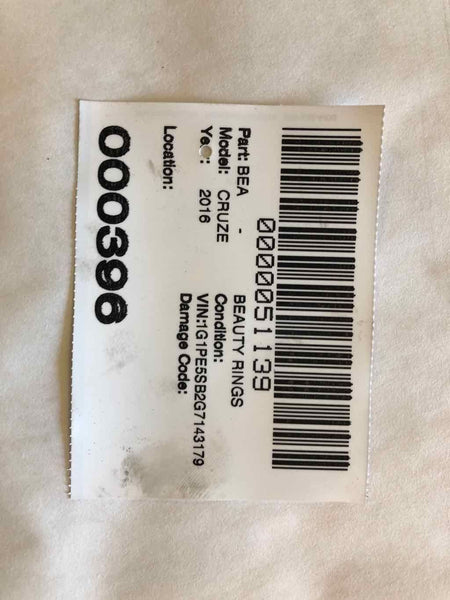 0000051139
Part: BEA - BEAUTY RINGS
Model: CRUZE Condition:
Year: 2016 VIN:1G1PE5SB2G7143179
Damage Code:
Location:
000396